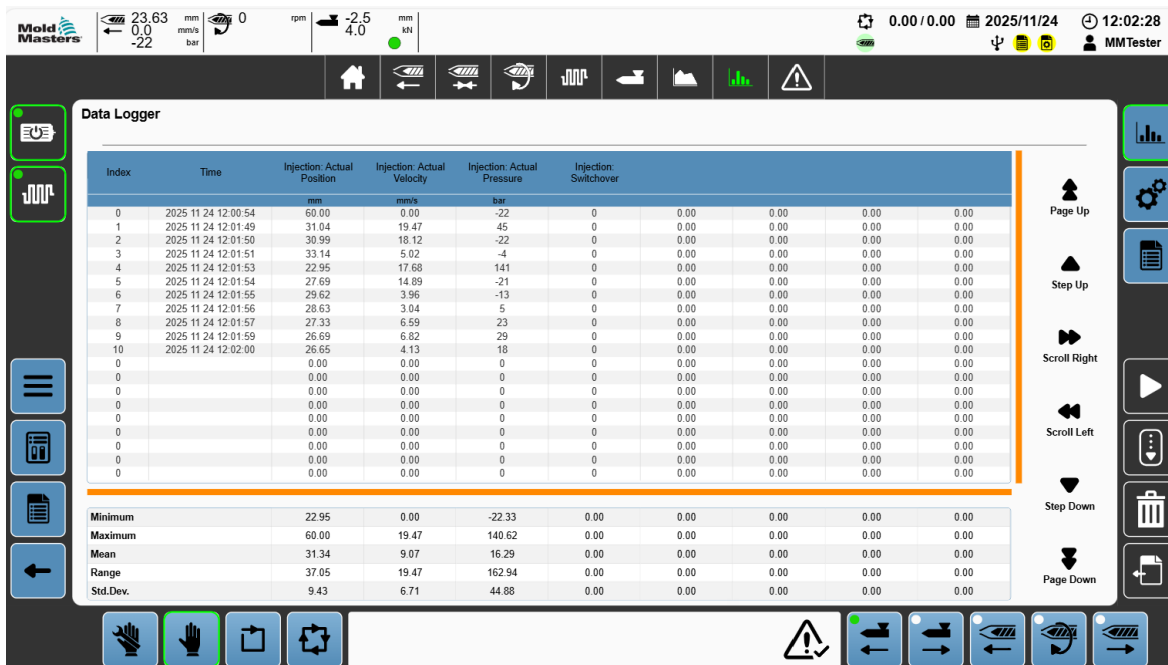 Mold Masters
23.63 mm 0 rpm -2.5 mm 0.00 / 0.00 2025/11/24 12:02:28
0.0 mm/s 4.0 kN
-22 bar MMTester
Data Logger
Index Time Injection: Actual Position Injection: Actual Velocity Injection: Actual Pressure Injection: Switchover
mm mm/s bar
0 2025 11 24 12:00:54 60.00 0.00 -22 0 0.00 0.00 0.00 0.00
1 2025 11 24 12:01:49 31.04 19.47 45 0 0.00 0.00 0.00 0.00
2 2025 11 24 12:01:50 30.99 18.12 -22 0 0.00 0.00 0.00 0.00
3 2025 11 24 12:01:51 33.14 5.02 -4 0 0.00 0.00 0.00 0.00
4 2025 11 24 12:01:53 22.95 17.68 141 0 0.00 0.00 0.00 0.00
5 2025 11 24 12:01:54 27.69 14.89 -21 0 0.00 0.00 0.00 0.00
6 2025 11 24 12:01:55 29.62 3.96 -13 0 0.00 0.00 0.00 0.00
7 2025 11 24 12:01:56 28.63 3.04 5 0 0.00 0.00 0.00 0.00
8 2025 11 24 12:01:57 27.33 6.59 23 0 0.00 0.00 0.00 0.00
9 2025 11 24 12:01:59 26.69 6.82 29 0 0.00 0.00 0.00 0.00
10 2025 11 24 12:02:00 26.65 4.13 18 0 0.00 0.00 0.00 0.00
0 0.00 0.00 0 0 0.00 0.00 0.00 0.00
0 0.00 0.00 0 0 0.00 0.00 0.00 0.00
0 0.00 0.00 0 0 0.00 0.00 0.00 0.00
0 0.00 0.00 0 0 0.00 0.00 0.00 0.00
0 0.00 0.00 0 0 0.00 0.00 0.00 0.00
0 0.00 0.00 0 0 0.00 0.00 0.00 0.00
0 0.00 0.00 0 0 0.00 0.00 0.00 0.00
0 0.00 0.00 0 0 0.00 0.00 0.00 0.00
0 0.00 0.00 0 0 0.00 0.00 0.00 0.00
Minimum 22.95 0.00 -22.33 0.00 0.00 0.00 0.00 0.00
Maximum 60.00 19.47 140.62 0.00 0.00 0.00 0.00 0.00
Mean 31.34 9.07 16.29 0.00 0.00 0.00 0.00 0.00
Range 37.05 19.47 162.94 0.00 0.00 0.00 0.00 0.00
Std.Dev. 9.43 6.71 44.88 0.00 0.00 0.00 0.00 0.00
Page Up
Step Up
Scroll Right
Scroll Left
Step Down
Page Down